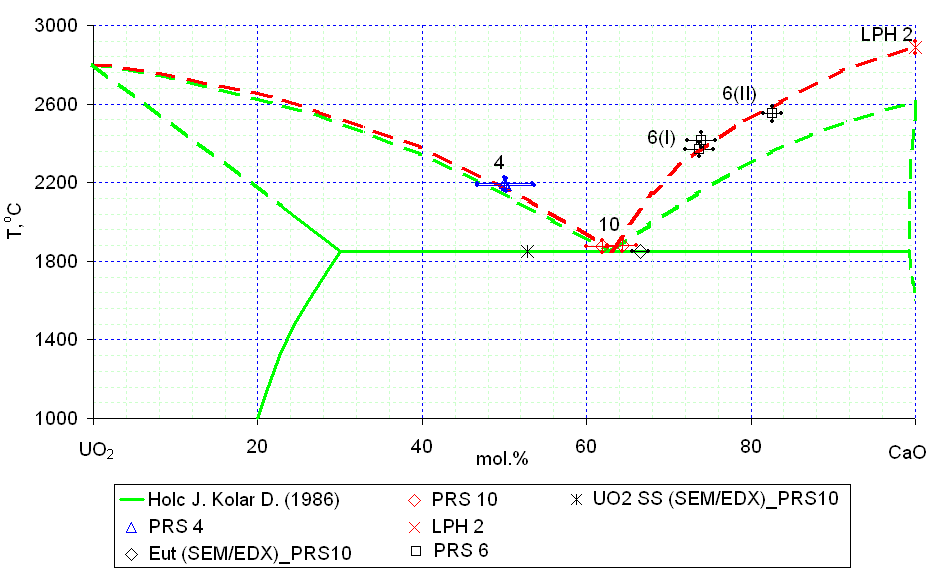 3000
LPH 2
2600
6(II)
6(I)
4
2200
T,⁰C
10
1800
1400
1000
UO₂ 20 40 60 80 CaO
mol.%
Holc J. Kolar D. (1986) PRS 10 UO2 SS (SEM/EDX)_PRS10
PRS 4 LPH 2
Eut (SEM/EDX)_PRS10 PRS 6